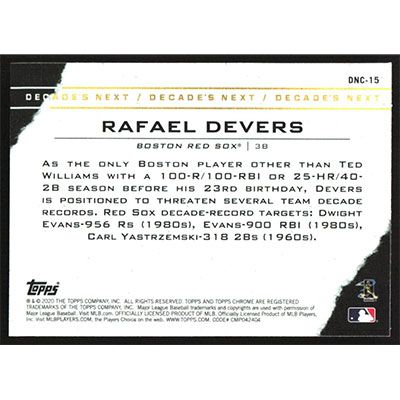 DNC-15
DECADE'S NEXT / DECADE'S NEXT / DECADE'S NEXT
RAFAEL DEVERS
BOSTON RED SOX® | 3B
AS THE ONLY BOSTON PLAYER OTHER THAN TED
WILLIAMS WITH A 100-R/100-RBI OR 25-HR/40-
2B SEASON BEFORE HIS 23RD BIRTHDAY, DEVERS
IS POSITIONED TO THREATEN SEVERAL TEAM DECADE
RECORDS. RED SOX DECADE-RECORD TARGETS: DWIGHT
EVANS-956 RS (1980S), EVANS-900 RBI (1980S),
CARL YASTRZEMSKI-318 2BS (1960S).
Topps
® & © 2020 THE TOPPS COMPANY, INC. ALL RIGHTS RESERVED. TOPPS AND TOPPS CHROME ARE REGISTERED
TRADEMARKS OF THE TOPPS COMPANY, INC. Major League Baseball trademarks and copyrights are used with permission of
Major League Baseball. Visit MLB.com. OFFICIALLY LICENSED PRODUCT OF MLB. Officially Licensed Product of MLB Players, Inc.
Visit MLBPLAYERS.com, the Players Choice on the web. WWW.TOPPS.COM. CODE# CMP042404